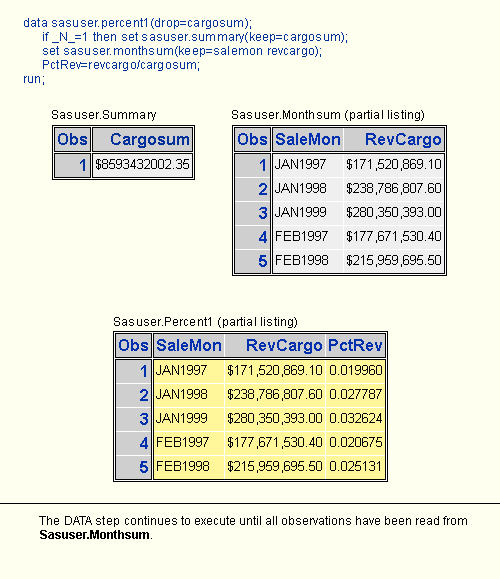 data sasuser.percent1(drop=cargosum);
if _N_=1 then set sasuser.summary(keep=cargosum);
set sasuser.monthsum(keep=salemon revcargo);
PctRev=revcargo/cargosum;
run;
Sasuser.Summary
Obs Cargosum
1 $8593432002.35
Sasuser.Monthsum (partial listing)
Obs SaleMon RevCargo
1 JAN1997 $171,520,869.10
2 JAN1998 $238,786,807.60
3 JAN1999 $280,350,393.00
4 FEB1997 $177,671,530.40
5 FEB1998 $215,959,695.50
Sasuser.Percent1 (partial listing)
Obs SaleMon RevCargo PctRev
1 JAN1997 $171,520,869.10 0.019960
2 JAN1998 $238,786,807.60 0.027787
3 JAN1999 $280,350,393.00 0.032624
4 FEB1997 $177,671,530.40 0.020675
5 FEB1998 $215,959,695.50 0.025131
The DATA step continues to execute until all observations have been read from
Sasuser.Monthsum.